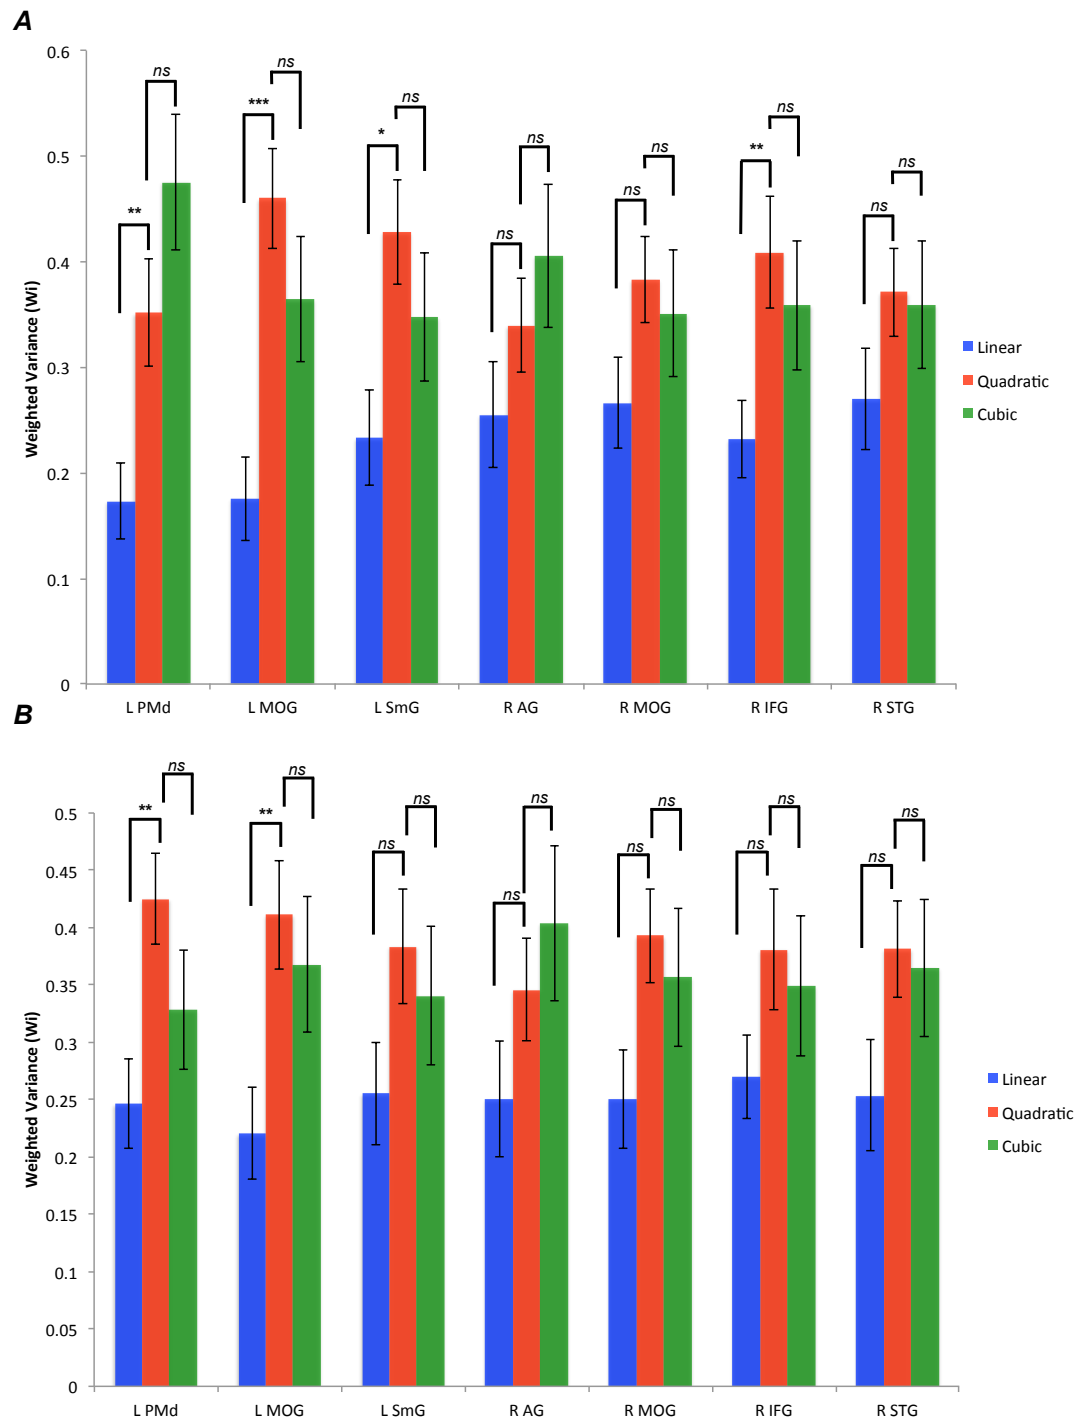 A
0.6
0.5
0.4
0.3
0.2
0.1
0
Weighted Variance (Wi)
ns
**
ns
***
ns
*
ns
ns
ns
ns
ns
**
ns
ns
Linear
Quadratic
Cubic
L PMd L MOG L SmG R AG R MOG R IFG R STG
B
0.5
0.45
0.4
0.35
0.3
0.25
0.2
0.15
0.1
0.05
0
Weighted Variance (Wi)
ns
**
ns
**
ns
ns
ns
ns
ns
ns
ns
ns
ns
ns
Linear
Quadratic
Cubic
L PMd L MOG L SmG R AG R MOG R IFG R STG